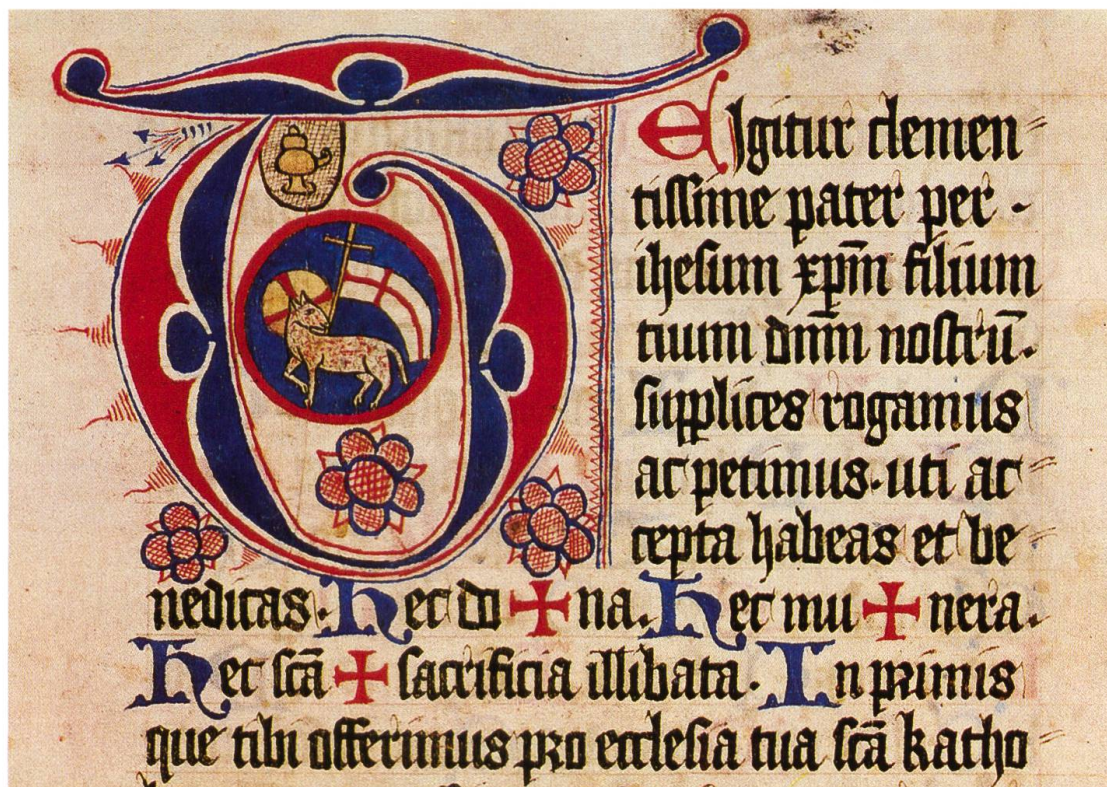 TE Igitur clemen
tissime pater per
ihesum xp̄m filium
tuum dn̄m nostrū.
supplices rogamus
ac petimus. uti ac
cepta habeas et be
nedicas. Hec do ✠ na. Hec mu ✠ nera.
Hec scā ✠ sacrificia illibata. In primis
que tibi offerimus pro ecclesia tua scā katho